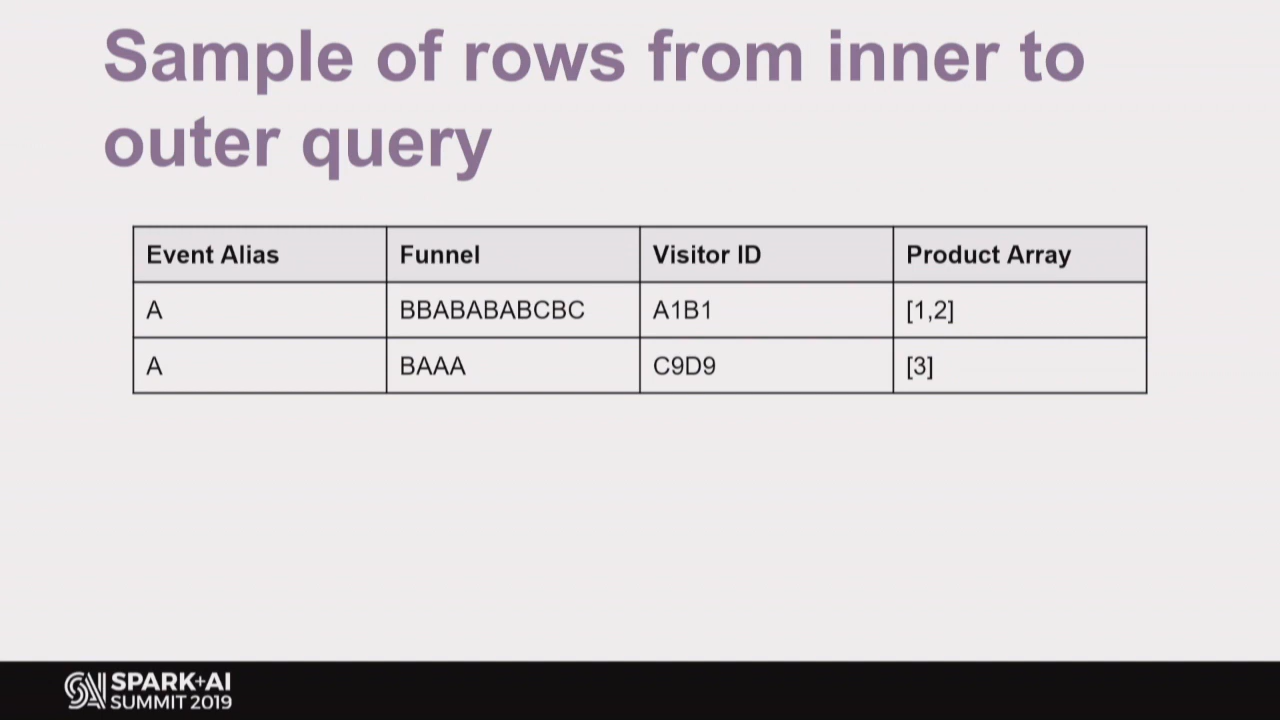 Sample of rows from inner to
outer query
Event Alias Funnel Visitor ID Product Array
A BBABABABCBC A1B1 [1,2]
A BAAA C9D9 [3]
SPARK+AI
SUMMIT 2019